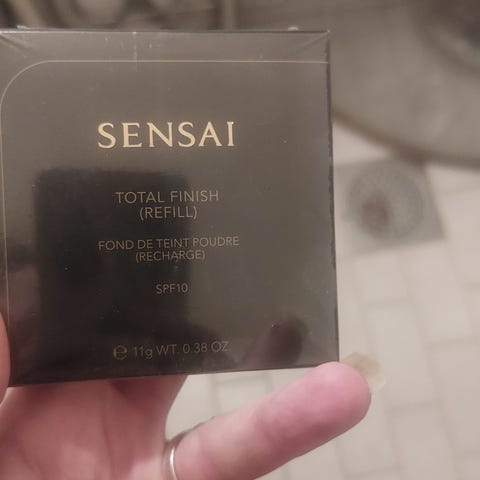 SENSAI
TOTAL FINISH
(REFILL)
FOND DE TEINT POUDRE
(RECHARGE)
SPF10
℮ 11g WT. 0.38 OZ.